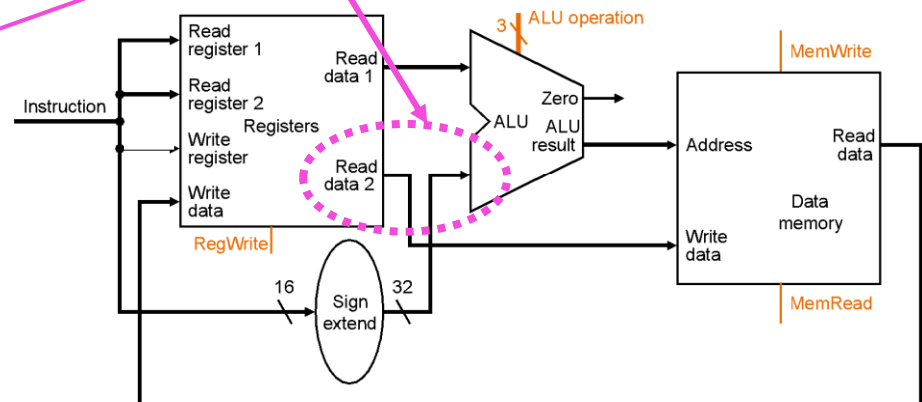 Instruction
Read
register 1
Read
register 2
Registers
Write
register
Write
data
Read
data 1
Read
data 2
RegWrite
16
Sign
extend
32
3
ALU operation
Zero
ALU
ALU
result
MemWrite
Address
Read
data
Data
memory
Write
data
MemRead